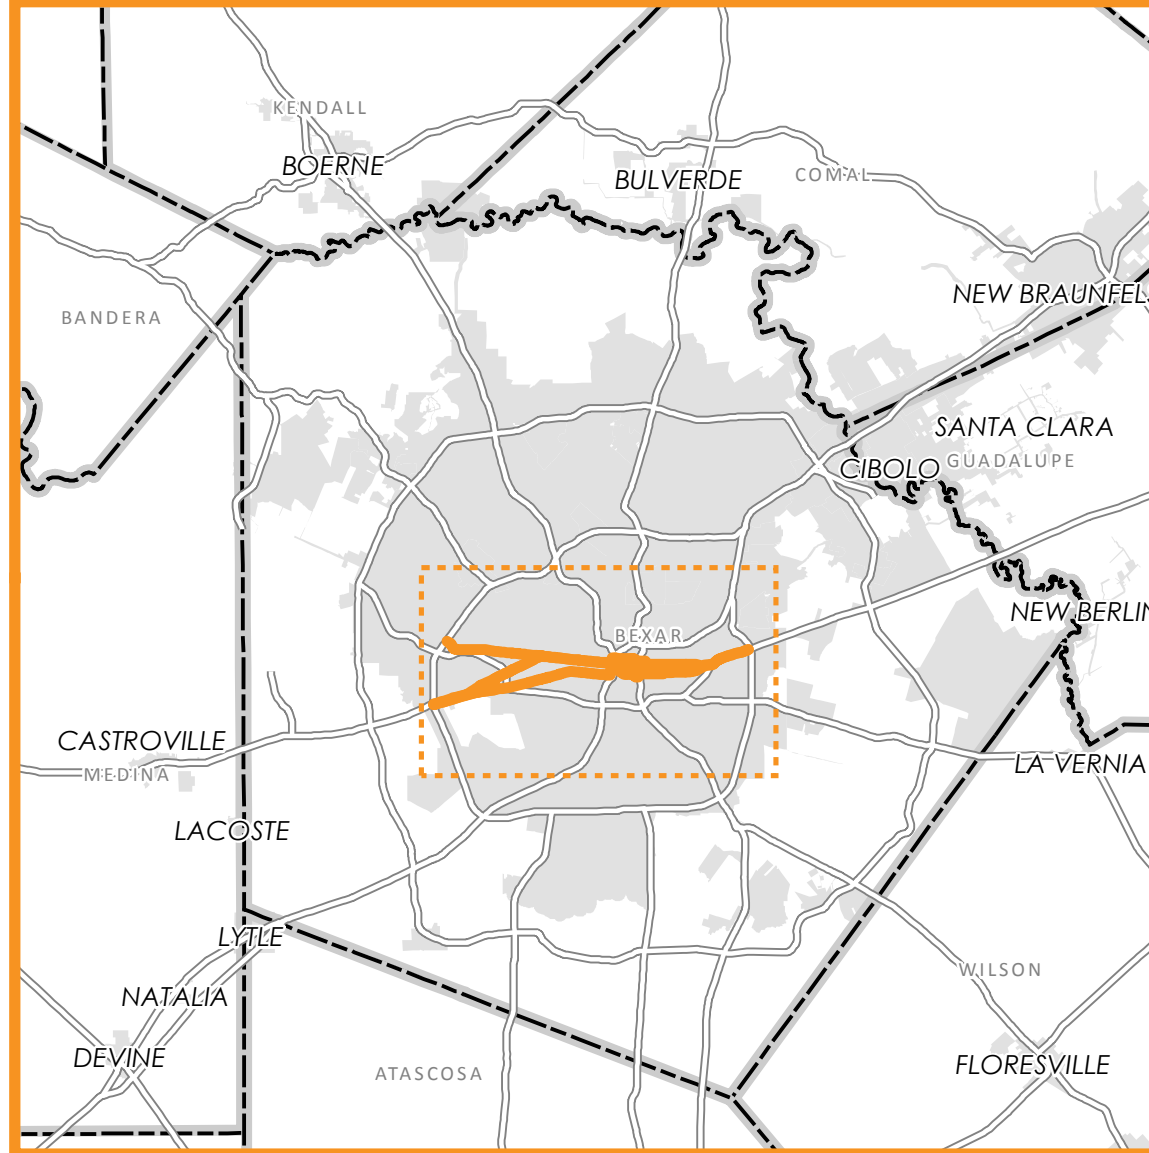 KENDALL
BOERNE
BULVERDE
COMAL
NEW BRAUNFELS
BANDERA
SANTA CLARA
CIBOLO
GUADALUPE
NEW BERLIN
BEXAR
CASTROVILLE
MEDINA
LA VERNIA
LACOSTE
LYTLE
WILSON
NATALIA
DEVINE
ATASCOSA
FLORESVILLE